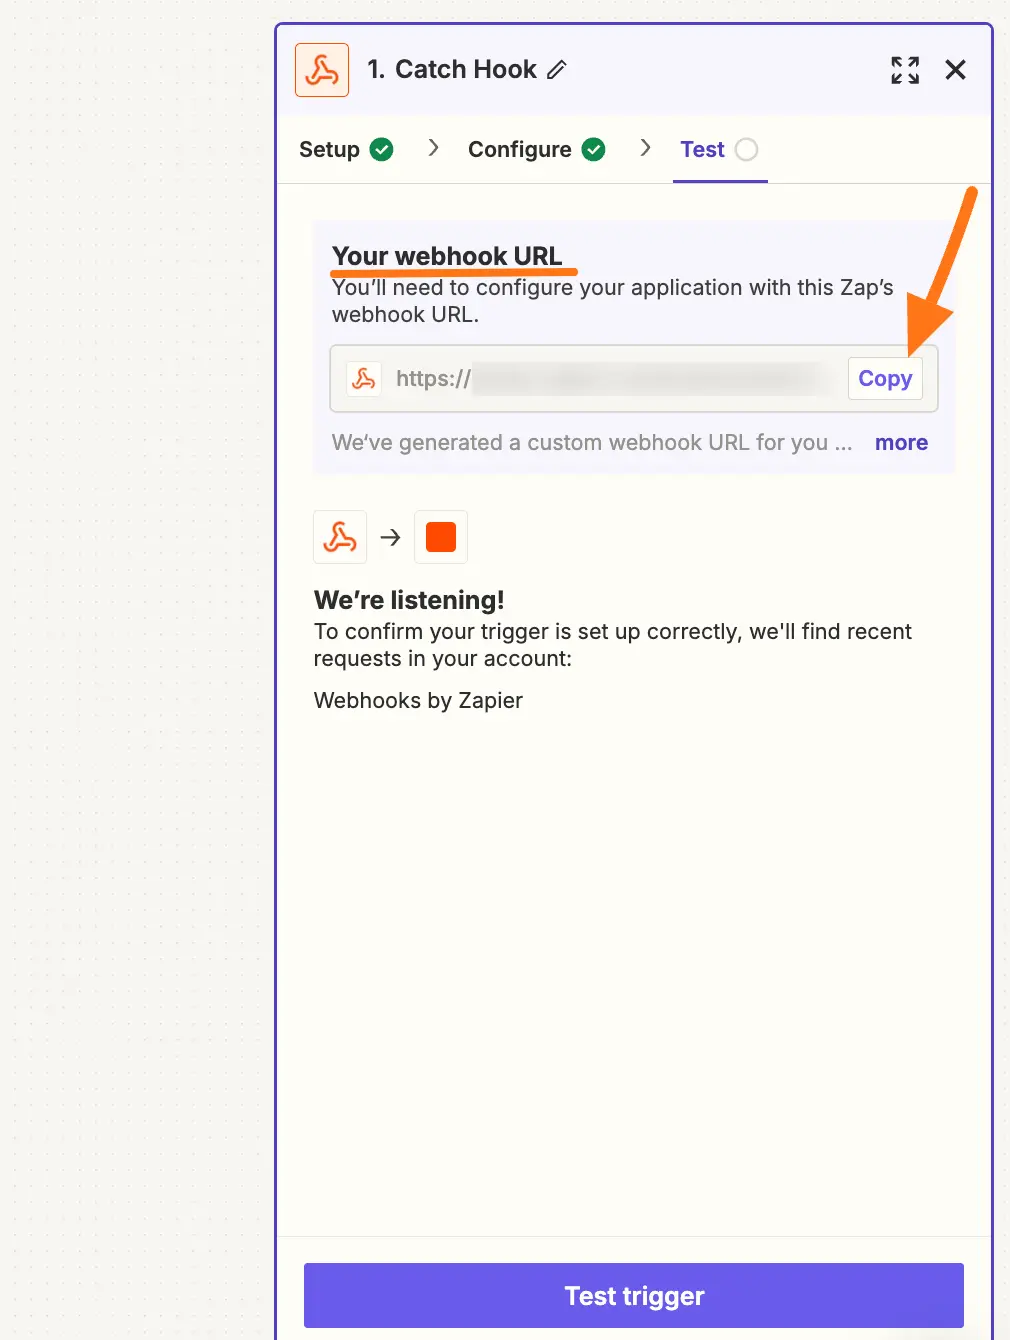 1. Catch Hook
Setup
Configure
Test
Your webhook URL
You’ll need to configure your application with this Zap’s
webhook URL.
https://
Copy
We‘ve generated a custom webhook URL for you ...
more
We’re listening!
To confirm your trigger is set up correctly, we'll find recent
requests in your account:
Webhooks by Zapier
Test trigger